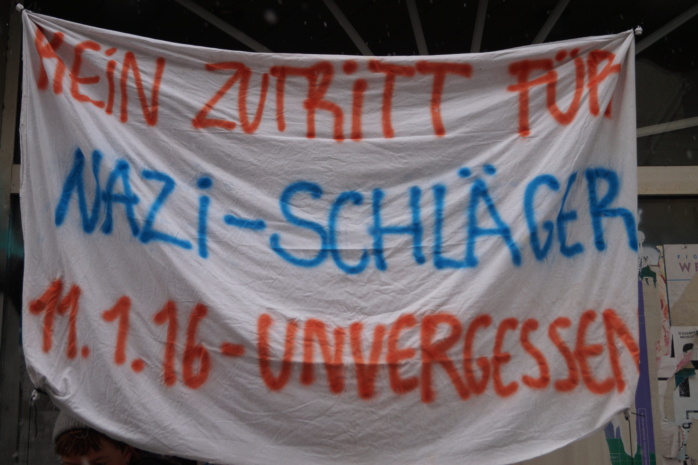 KEiN ZUTRiTT FÜR
NAZi-SCHLÄGER
11.1.16-UNVERGESSEN